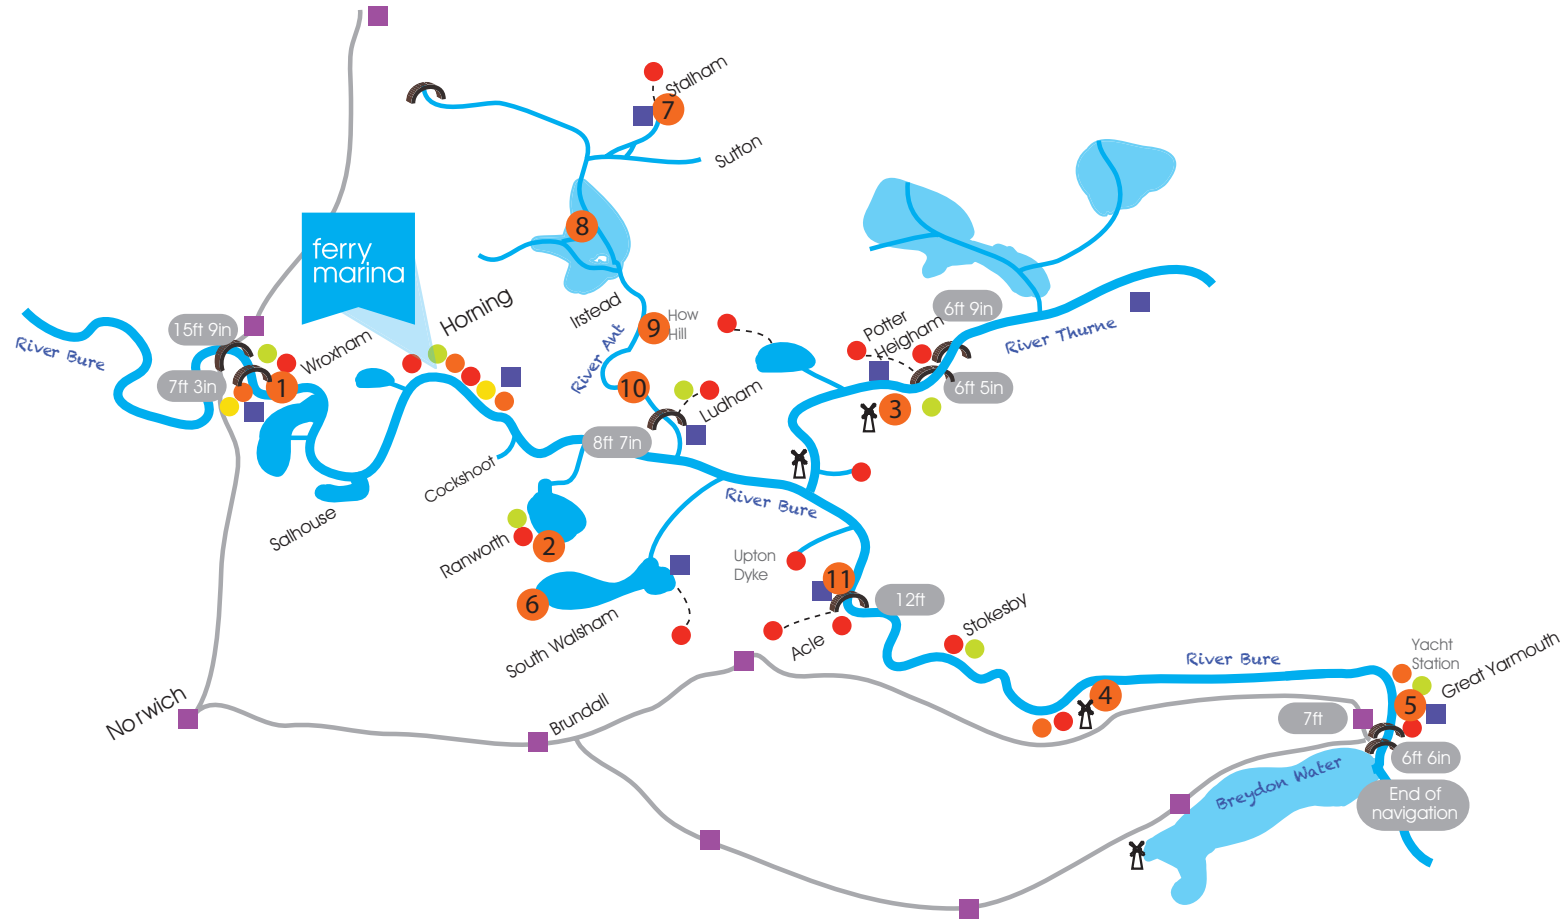 Stalham
7
Sutton
ferry
marina
8
Horning
Irstead
9
How
Hill
River Ant
15ft 9in
7ft 3in
River Bure
Wroxham
1
10
Ludham
Potter
Heigham
6ft 9in
River Thurne
6ft 5in
3
8ft 7in
Cockshoot
Salhouse
River Bure
Ranworth
2
6
South Walsham
Upton
Dyke
11
12ft
Acle
Stokesby
River Bure
4
Yacht
Station
Great Yarmouth
5
7ft
6ft 6in
End of
navigation
Breydon Water
Norwich
Brundall